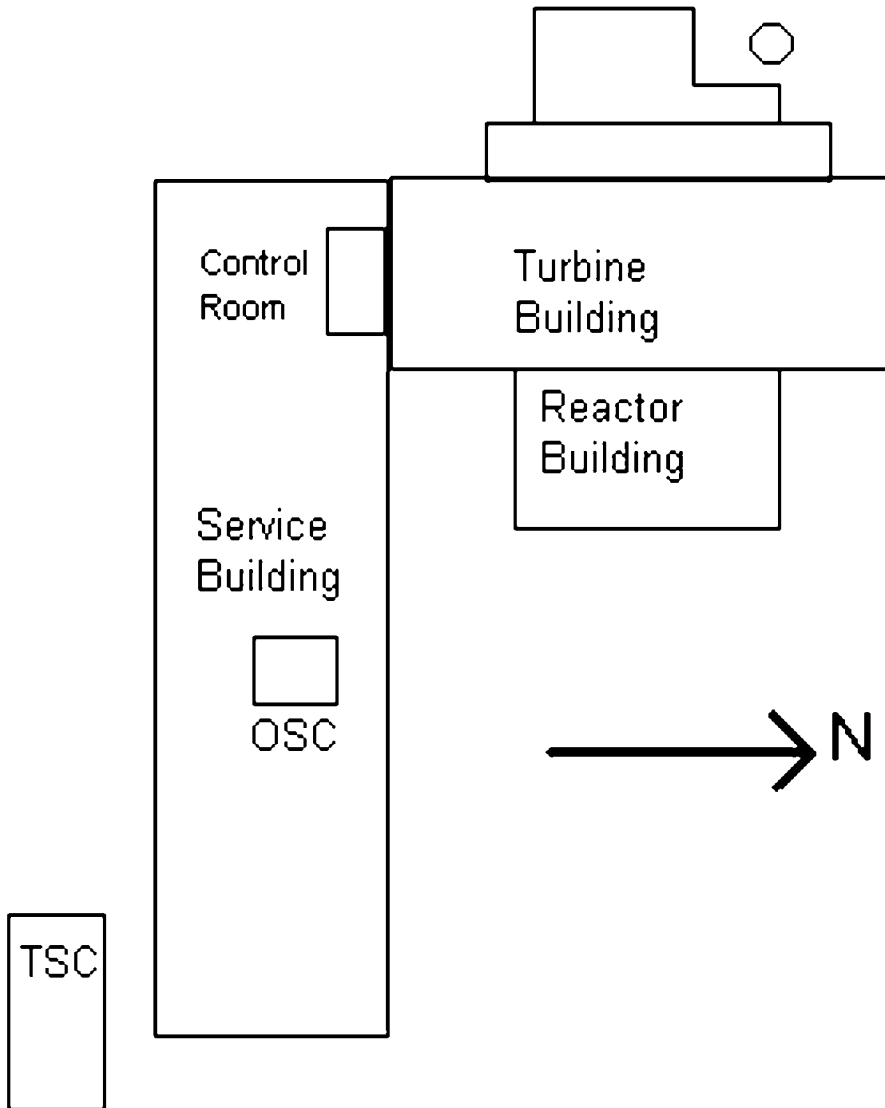 Control
Room
Turbine
Building
Reactor
Building
Service
Building
OSC
N
TSC